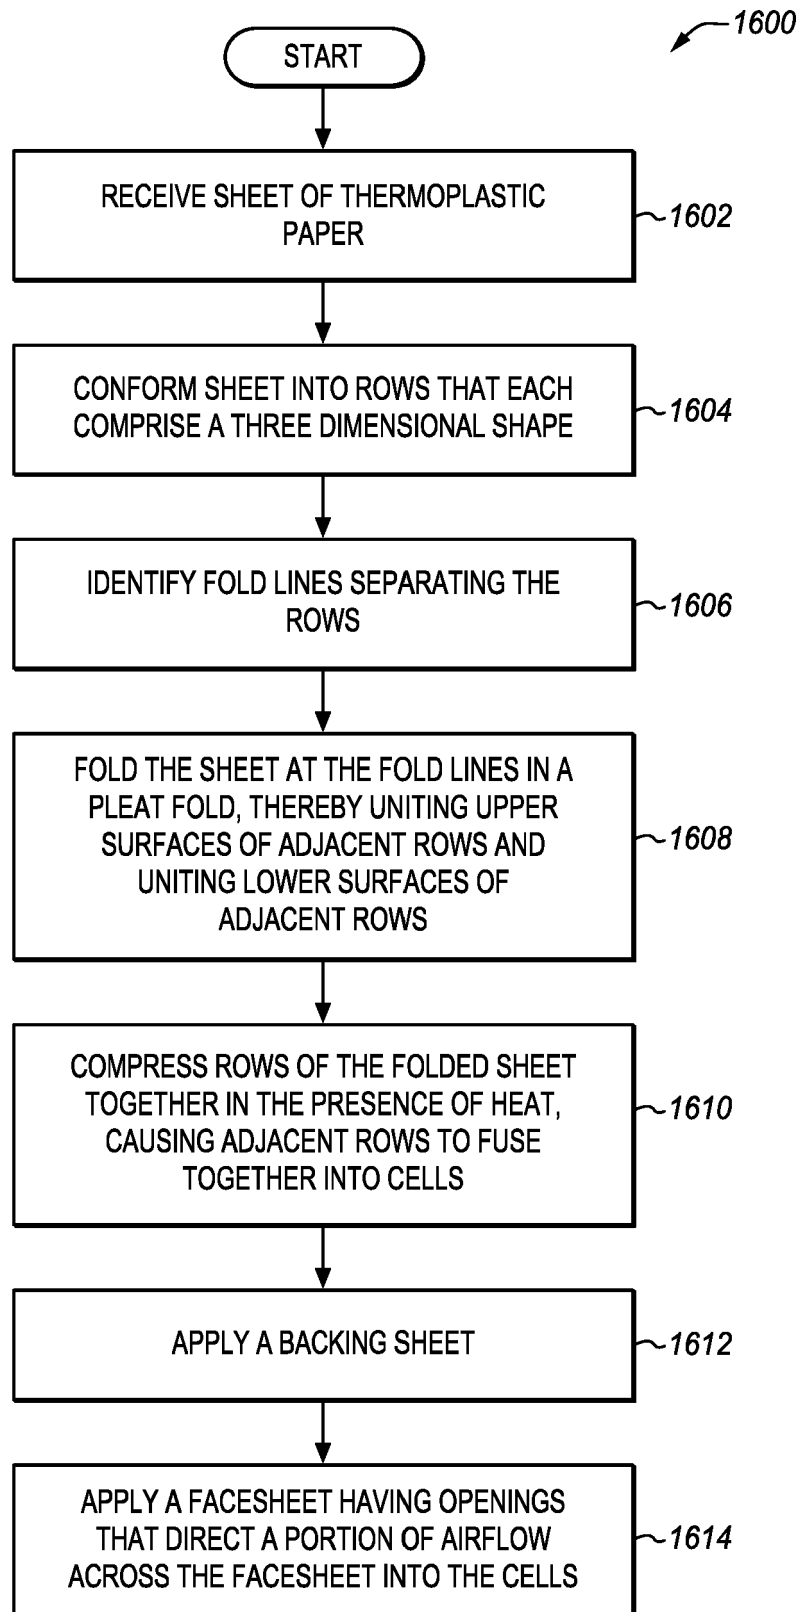 1600
START
RECEIVE SHEET OF THERMOPLASTIC
PAPER
1602
CONFORM SHEET INTO ROWS THAT EACH
COMPRISE A THREE DIMENSIONAL SHAPE
1604
IDENTIFY FOLD LINES SEPARATING THE
ROWS
1606
FOLD THE SHEET AT THE FOLD LINES IN A
PLEAT FOLD, THEREBY UNITING UPPER
SURFACES OF ADJACENT ROWS AND
UNITING LOWER SURFACES OF
ADJACENT ROWS
1608
COMPRESS ROWS OF THE FOLDED SHEET
TOGETHER IN THE PRESENCE OF HEAT,
CAUSING ADJACENT ROWS TO FUSE
TOGETHER INTO CELLS
1610
APPLY A BACKING SHEET
1612
APPLY A FACESHEET HAVING OPENINGS
THAT DIRECT A PORTION OF AIRFLOW
ACROSS THE FACESHEET INTO THE CELLS
1614